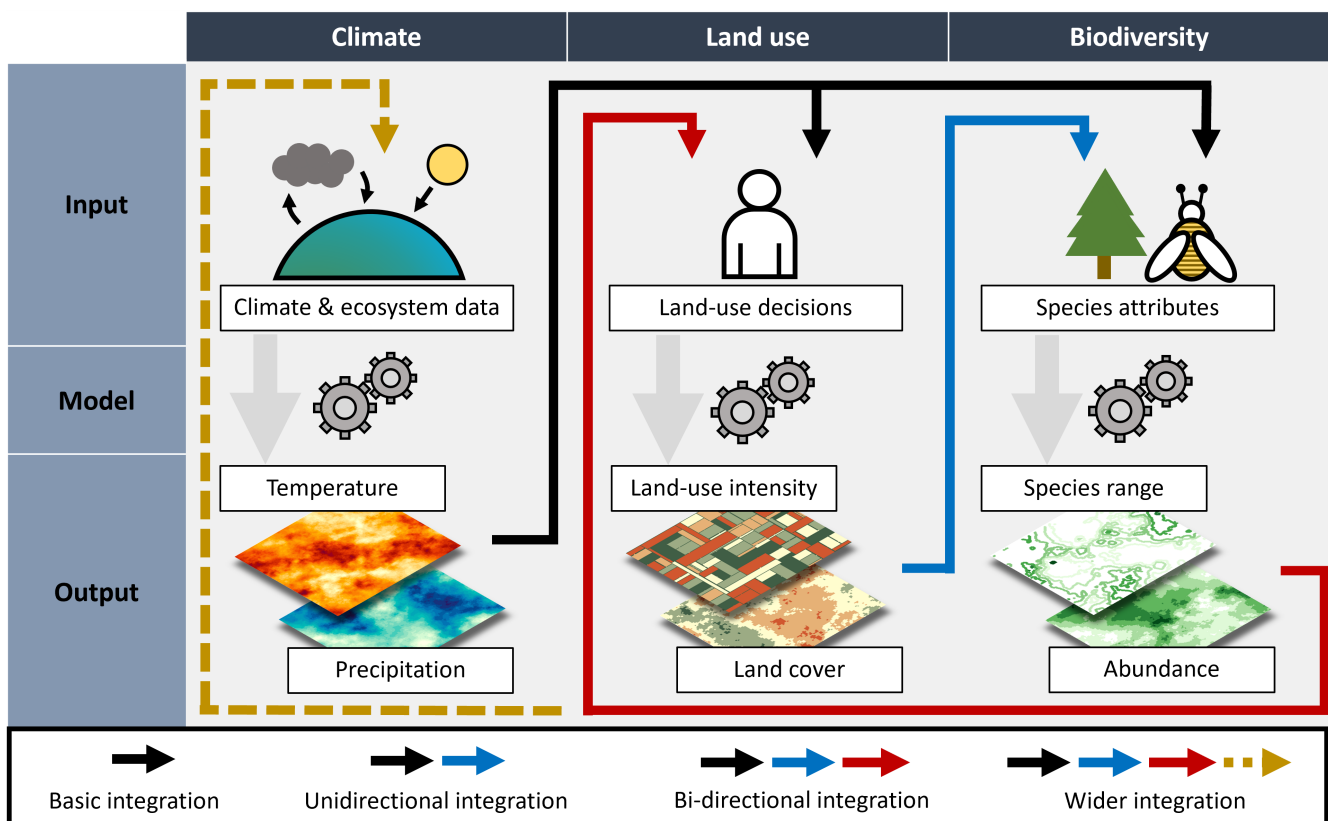 Climate
Land use
Biodiversity
Input
Climate & ecosystem data
Land-use decisions
Species attributes
Model
Output
Temperature
Land-use intensity
Species range
Precipitation
Land cover
Abundance
Basic integration
Unidirectional integration
Bi-directional integration
Wider integration